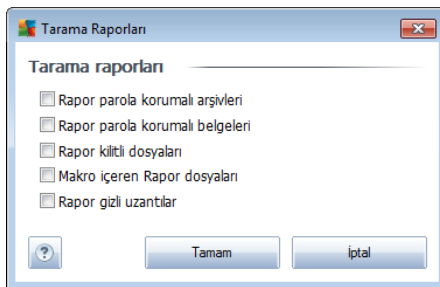 Tarama Raporları
Tarama raporları
Rapor parola korumalı arşivleri
Rapor parola korumalı belgeleri
Rapor kilitli dosyaları
Makro içeren Rapor dosyaları
Rapor gizli uzantılar
?
Tamam
İptal